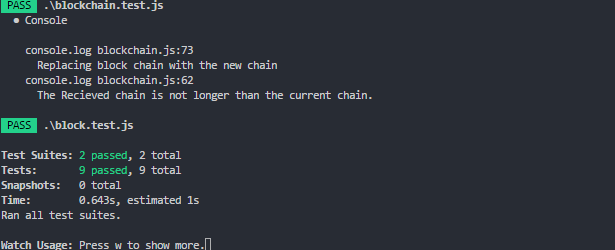 PASS .\blockchain.test.js
● Console
console.log blockchain.js:73
Replacing block chain with the new chain
console.log blockchain.js:62
The Recieved chain is not longer than the current chain.
PASS .\block.test.js
Test Suites: 2 passed, 2 total
Tests: 9 passed, 9 total
Snapshots: 0 total
Time: 0.643s, estimated 1s
Ran all test suites.
Watch Usage: Press w to show more.